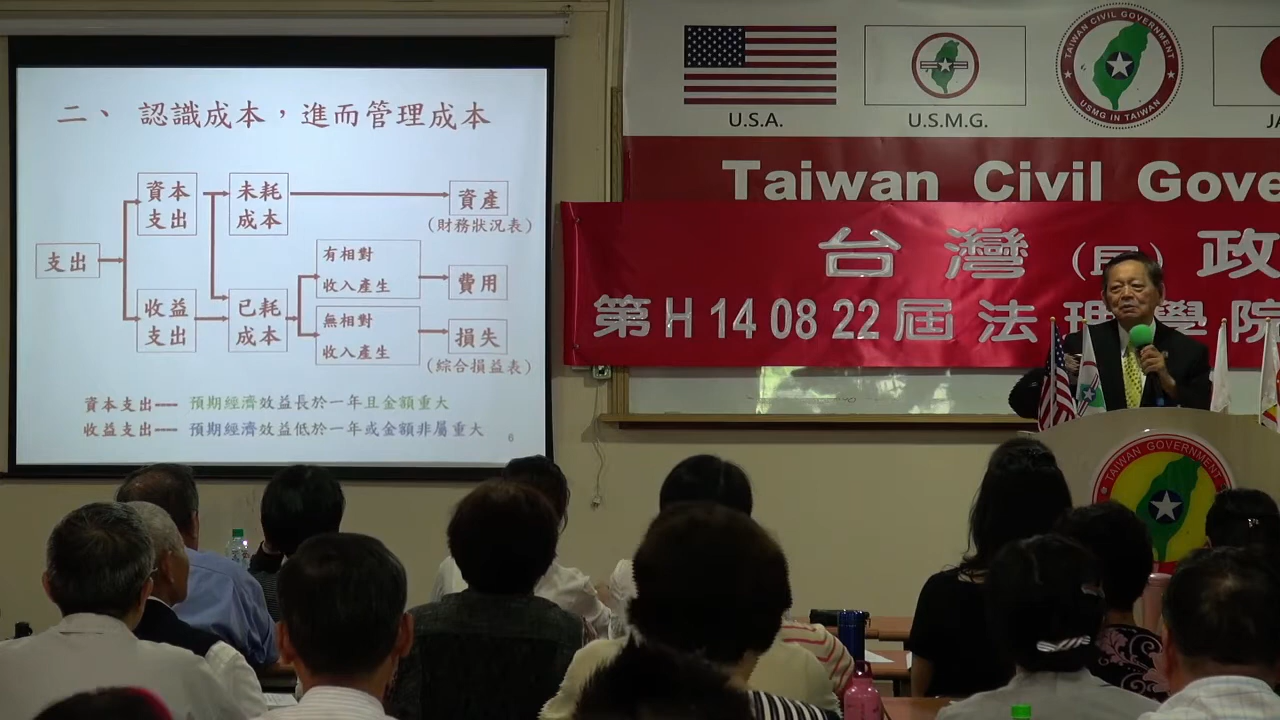 二、 認識成本,進而管理成本
支出
資本
支出
收益
支出
未耗
成本
已耗
成本
有相對
收入產生
無相對
收入產生
資產
(財務狀況表)
費用
損失
(綜合損益表)
資本支出---- 預期經濟效益長於一年且金額重大
收益支出---- 預期經濟效益低於一年或金額非屬重大
6
U.S.A.
U.S.M.G.
TAIWAN CIVIL GOVERNMENT
USMG IN TAIWAN
JA
Taiwan Civil Gove
台灣(民)政
第H 14 08 22屆法理學院
TAIWAN GOVERNMENT